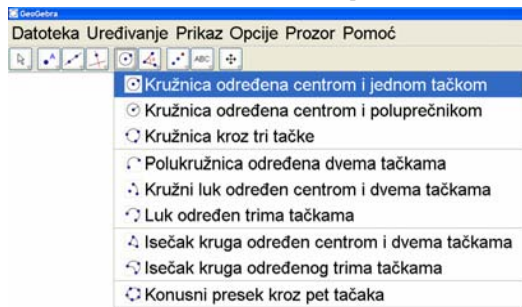 GeoGebra
Datoteka Uređivanje Prikaz Opcije Prozor Pomoć
A ABC
Kružnica određena centrom i jednom tačkom
Kružnica određena centrom i poluprečnikom
Kružnica kroz tri tačke
Polukružnica određena dvema tačkama
Kružni luk određen centrom i dvema tačkama
Luk određen trima tačkama
Isečak kruga određen centrom i dvema tačkama
Isečak kruga određenog trima tačkama
Konusni presek kroz pet tačaka